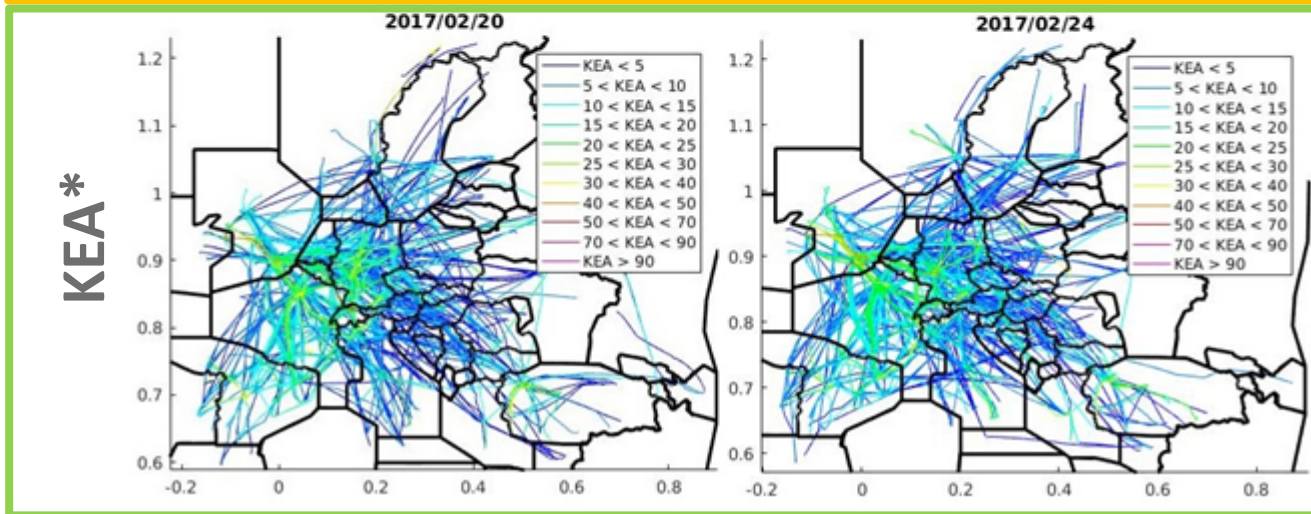 KEA*
2017/02/20
1.2
1.1
1
0.9
0.8
0.7
0.6
-0.2 0 0.2 0.4 0.6 0.8
KEA < 5
5 < KEA < 10
10 < KEA < 15
15 < KEA < 20
20 < KEA < 25
25 < KEA < 30
30 < KEA < 40
40 < KEA < 50
50 < KEA < 70
70 < KEA < 90
KEA > 90
2017/02/24
1.2
1.1
1
0.9
0.8
0.7
0.6
-0.2 0 0.2 0.4 0.6 0.8
KEA < 5
5 < KEA < 10
10 < KEA < 15
15 < KEA < 20
20 < KEA < 25
25 < KEA < 30
30 < KEA < 40
40 < KEA < 50
50 < KEA < 70
70 < KEA < 90
KEA > 90